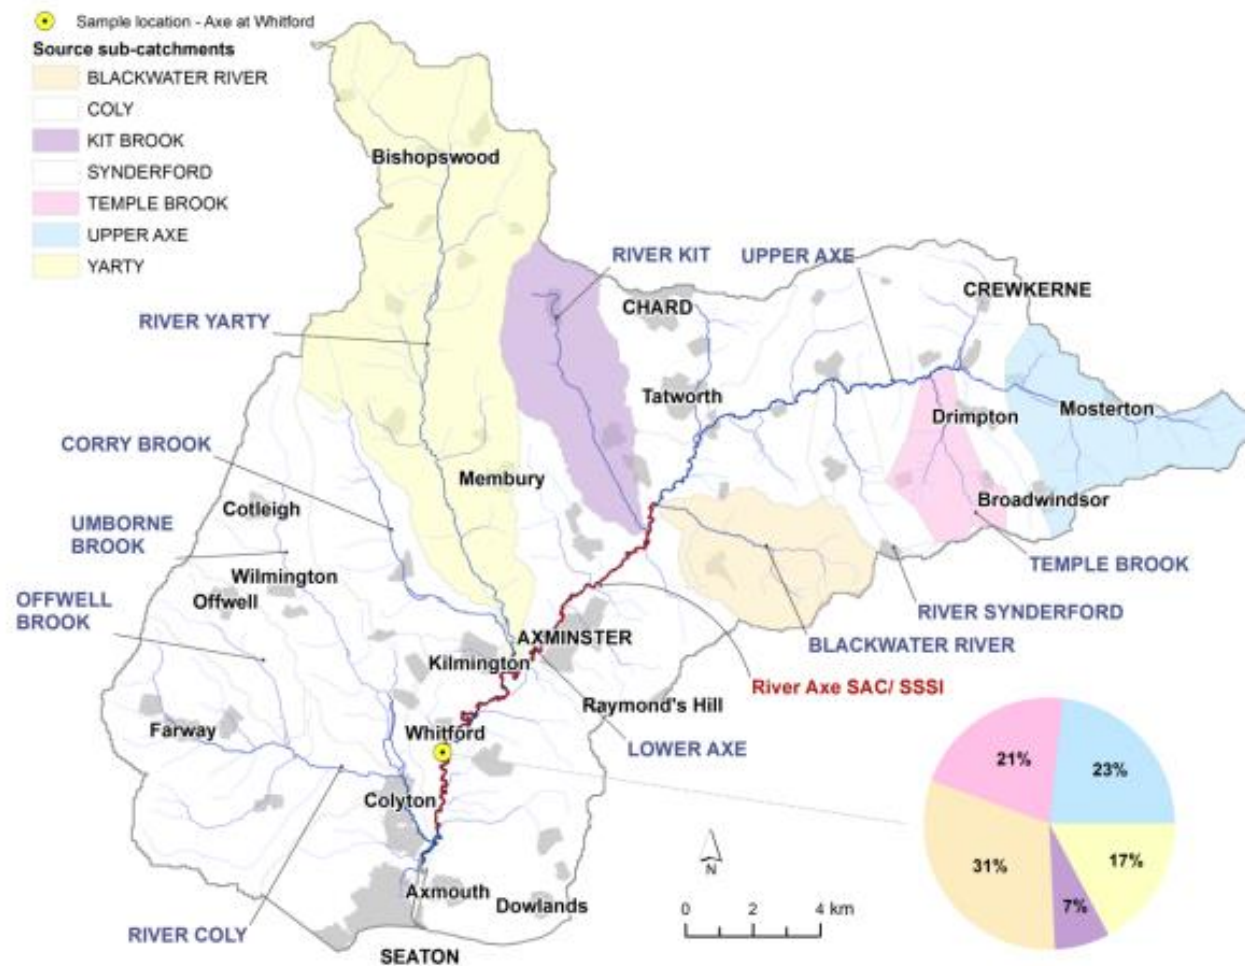 Sample location - Axe at Whitford
Source sub-catchments
BLACKWATER RIVER
COLY
KIT BROOK
SYNDERFORD
TEMPLE BROOK
UPPER AXE
YARTY
Bishopswood
RIVER KIT
UPPER AXE
CHARD
CREWKERNE
RIVER YARTY
Tatworth
Drimpton
Mosterton
CORRY BROOK
Membury
Cotleigh
Broadwindsor
UMBORNE
BROOK
TEMPLE BROOK
Wilmington
OFFWELL
BROOK
Offwell
RIVER SYNDERFORD
AXMINSTER
BLACKWATER RIVER
Kilmington
River Axe SAC/ SSSI
Raymond's Hill
Farway
Whitford
LOWER AXE
21%
23%
Colyton
31%
17%
7%
N
Axmouth
Dowlands
0 2 4 km
RIVER COLY
SEATON